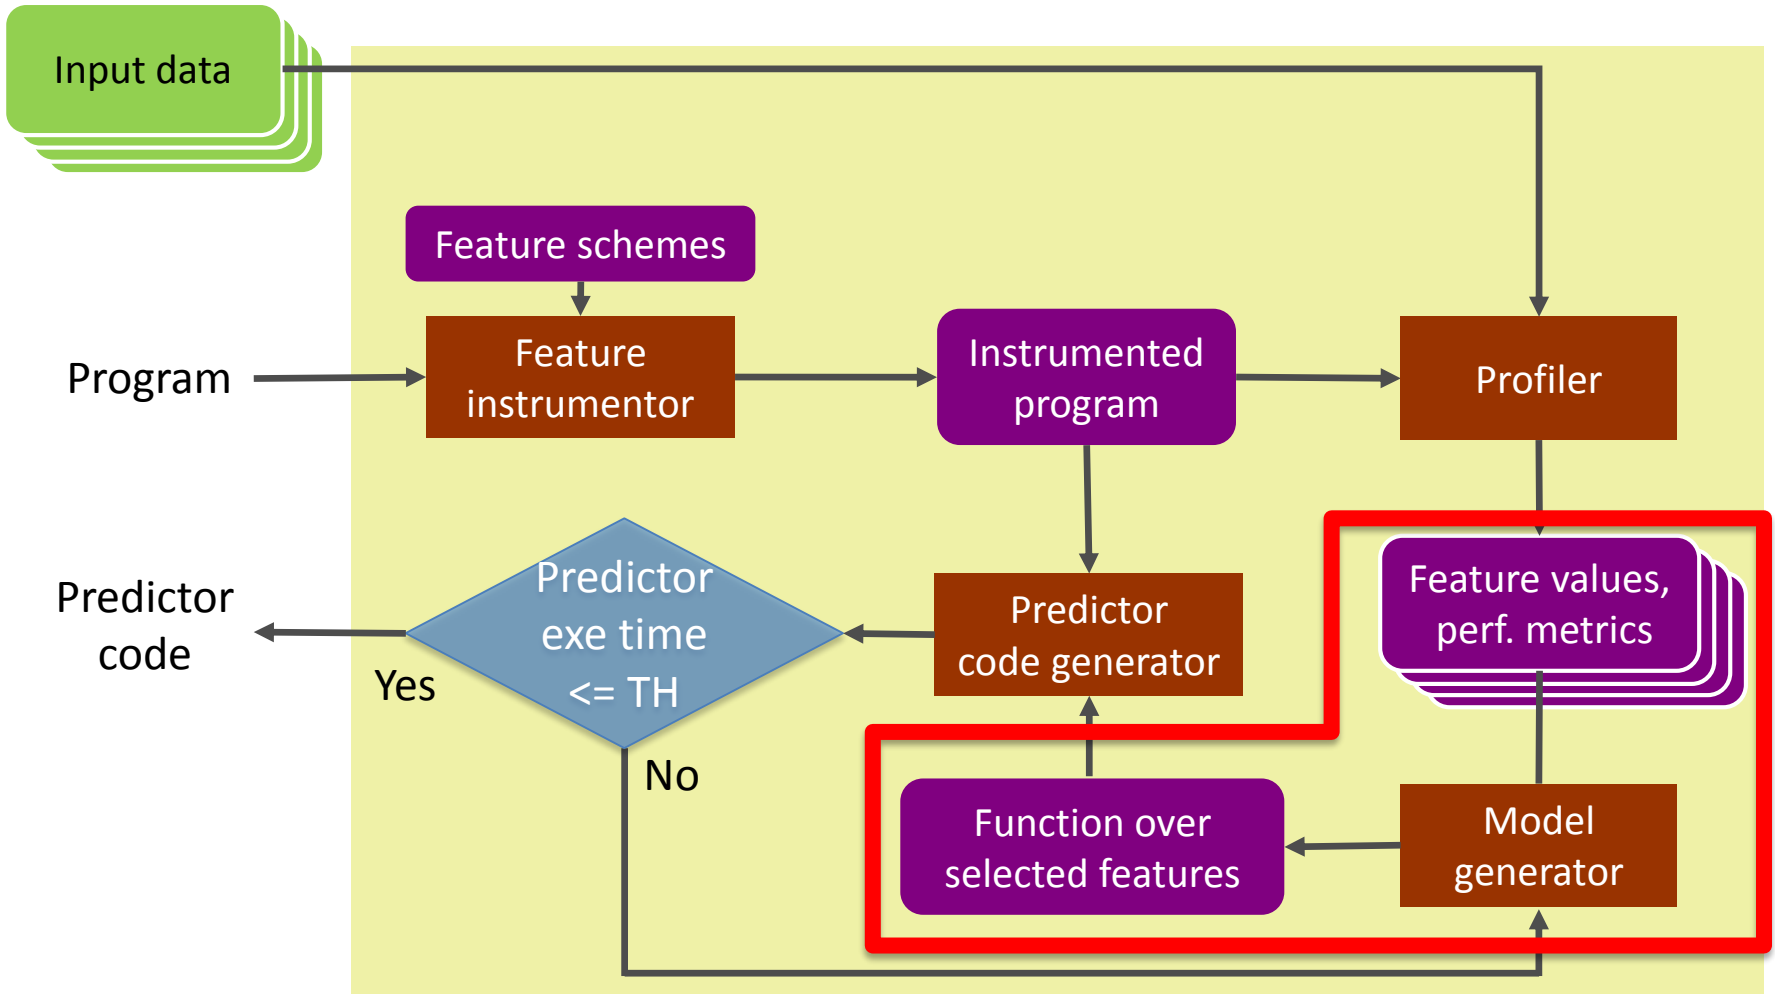 Input data
Feature schemes
Program
Feature
instrumentor
Instrumented
program
Profiler
Predictor
code
Yes
Predictor
exe time
<= TH
No
Predictor
code generator
Feature values,
perf. metrics
Function over
selected features
Model
generator